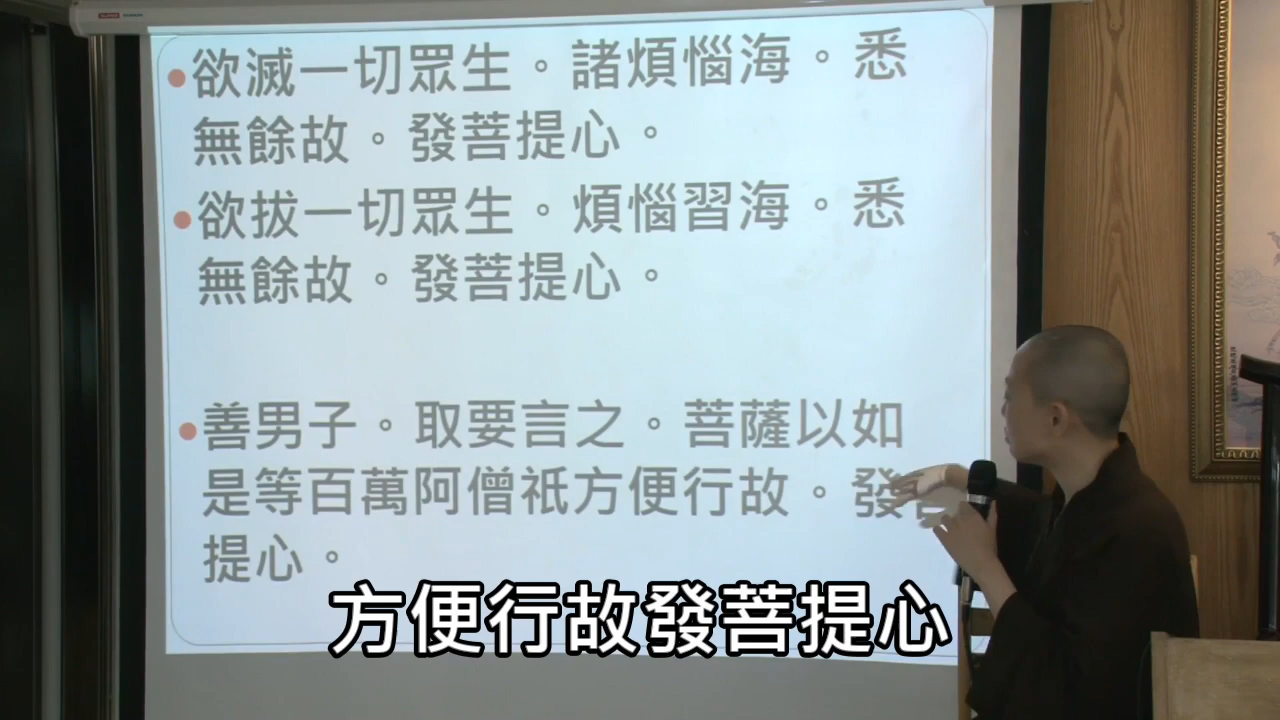 欲滅一切眾生。諸煩惱海。悉
無餘故。發菩提心。
欲拔一切眾生。煩惱習海。悉
無餘故。發菩提心。
善男子。取要言之。菩薩以如
是等百萬阿僧祇方便行故。發菩
提心。
方便行故發菩提心